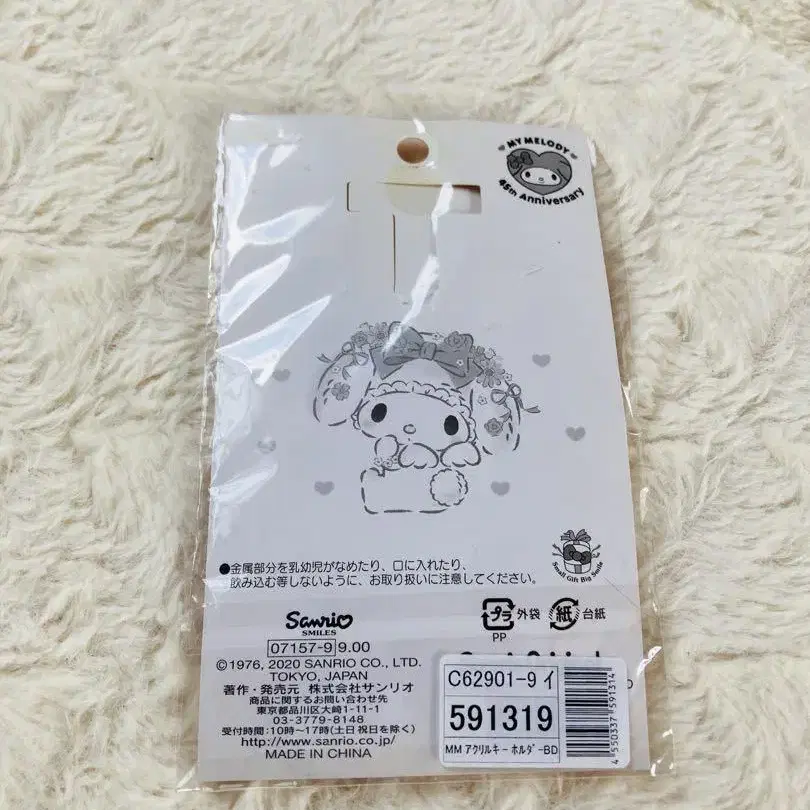 MY MELODY
45th Anniversary
Small Gift Big Smile
●金属部分を乳幼児がなめたり、口に入れたり、
飲み込む等しないように、お取り扱いに注意してください。
Sanrio
SMILES
07157-9 9.00
プラ 外袋 紙 台紙
PP
©1976, 2020 SANRIO CO., LTD.
TOKYO, JAPAN
著作・発売元 株式会社サンリオ
商品に関するお問い合わせ先
東京都品川区大崎1-11-1
03-3779-8148
受付時間:10時〜17時(土日祝日を除く)
http://www.sanrio.co.jp/
MADE IN CHINA
C62901-9 イ
591319
MM アクリルキーホルダーBD
4 550337 591314